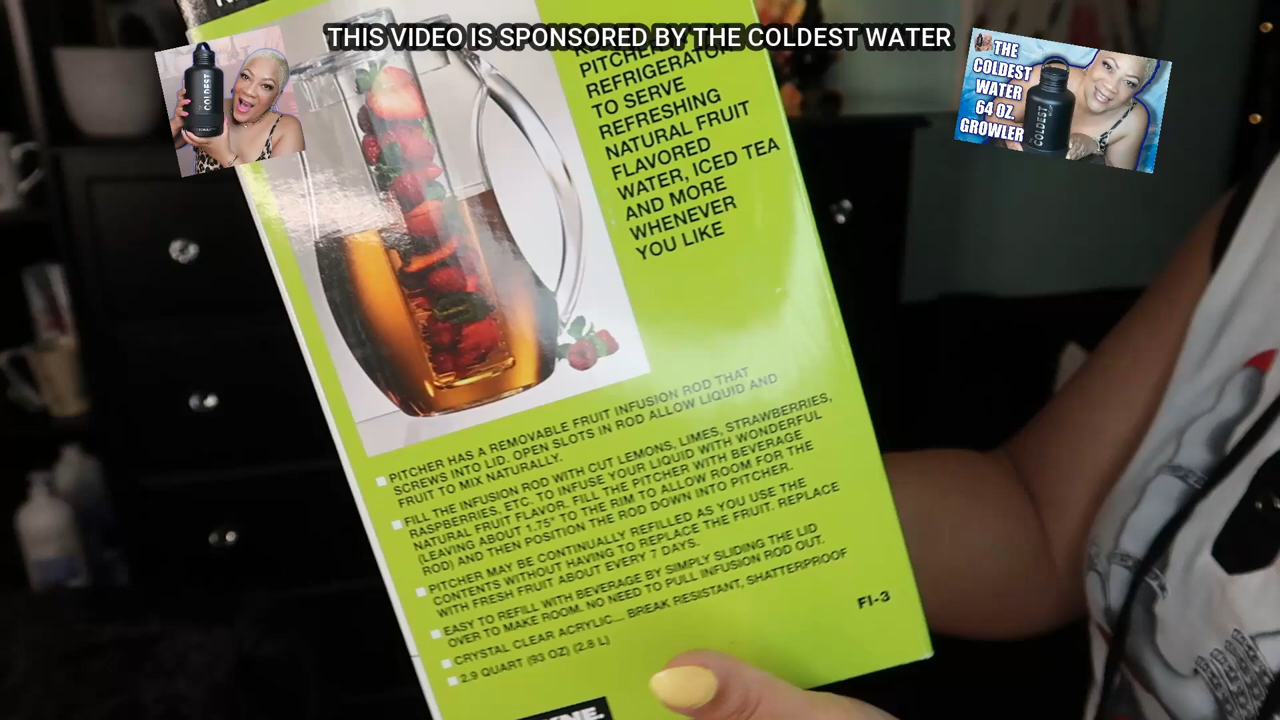 THIS VIDEO IS SPONSORED BY THE COLDEST WATER
COLDEST
THE
COLDEST
WATER
64 OZ.
GROWLER
COLDEST
PITCHER
REFRIGERATOR
TO SERVE
REFRESHING
NATURAL FRUIT
FLAVORED
WATER, ICED TEA
AND MORE
WHENEVER
YOU LIKE
PITCHER HAS A REMOVABLE FRUIT INFUSION ROD THAT
SCREWS INTO LID. OPEN SLOTS IN ROD ALLOW LIQUID AND
FRUIT TO MIX NATURALLY.
FILL THE INFUSION ROD WITH CUT LEMONS, LIMES, STRAWBERRIES,
RASPBERRIES, ETC. TO INFUSE YOUR LIQUID WITH WONDERFUL
NATURAL FRUIT FLAVOR. FILL THE PITCHER WITH BEVERAGE
(LEAVING ABOUT 1.75" TO THE RIM TO ALLOW ROOM FOR THE
ROD) AND THEN POSITION THE ROD DOWN INTO PITCHER.
PITCHER MAY BE CONTINUALLY REFILLED AS YOU USE THE
CONTENTS WITHOUT HAVING TO REPLACE THE FRUIT. REPLACE
WITH FRESH FRUIT ABOUT EVERY 7 DAYS.
EASY TO REFILL WITH BEVERAGE BY SIMPLY SLIDING THE LID
OVER TO MAKE ROOM. NO NEED TO PULL INFUSION ROD OUT.
CRYSTAL CLEAR ACRYLIC... BREAK RESISTANT, SHATTERPROOF
2.9 QUART (93 OZ) (2.8 L)
FI-3